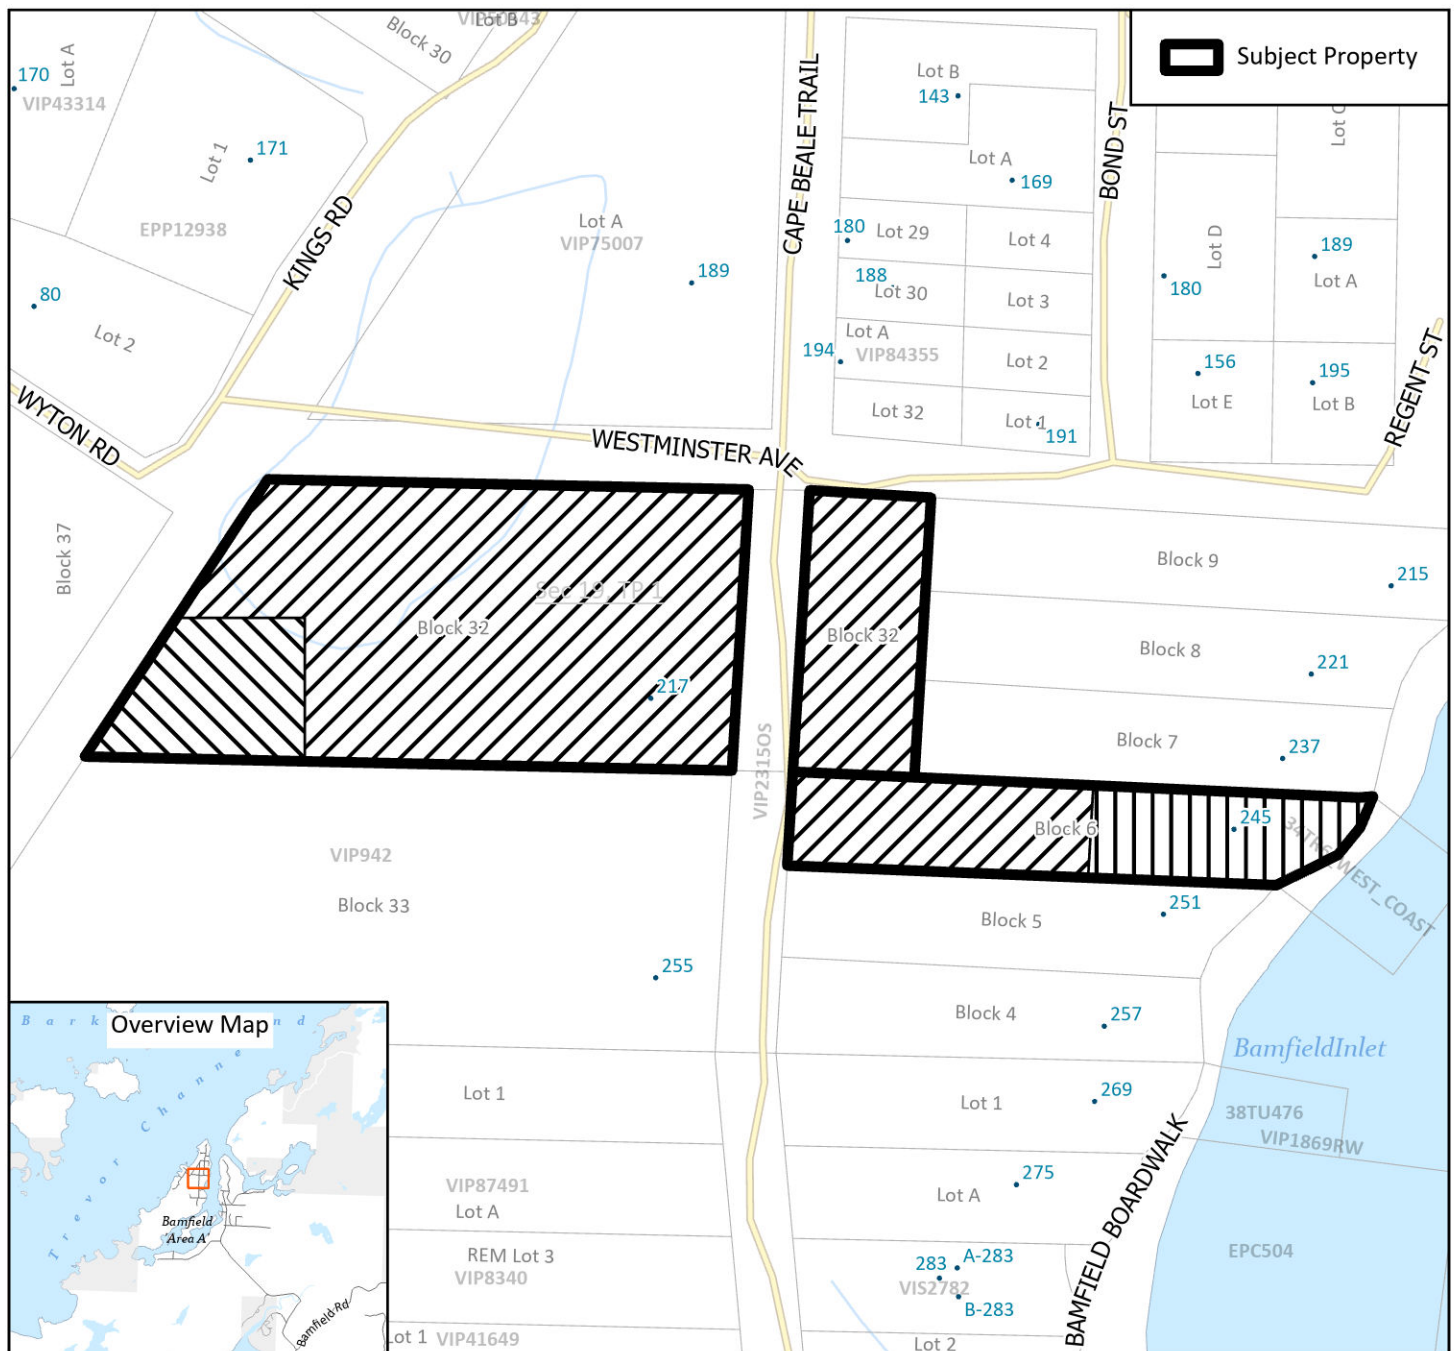 Subject Property
Lot B
Block 30
170
Lot A
VIP43314
171
Lot 1
EPP12938
80
Lot 2
KINGS RD
WYTON RD
Lot A
VIP75007
189
CAPE BEALE TRAIL
Lot B
143
Lot A
169
BOND ST
180
Lot 29
Lot 4
188
Lot 30
Lot 3
Lot A
VIP84355
194
Lot 2
Lot 32
Lot 1
191
Lot D
180
189
Lot A
156
Lot E
195
Lot B
REGENT ST
WESTMINSTER AVE
Block 37
Sec 19, TP 1
Block 32
217
Block 32
Block 9
215
Block 8
221
Block 7
237
VIP2315OS
Block 6
245
VIP942
Block 33
255
Block 5
251
Block 4
257
BamfieldInlet
Lot 1
Lot 1
269
38TU476
VIP1869RW
VIP87491
Lot A
Lot A
275
BAMFIELD BOARDWALK
REM Lot 3
VIP8340
283
A-283
VIS2782
B-283
EPC504
Lot 1
VIP41649
Lot 2
Overview Map
Trevor Channel
Bamfield
'Area A'
Bamfield Rd